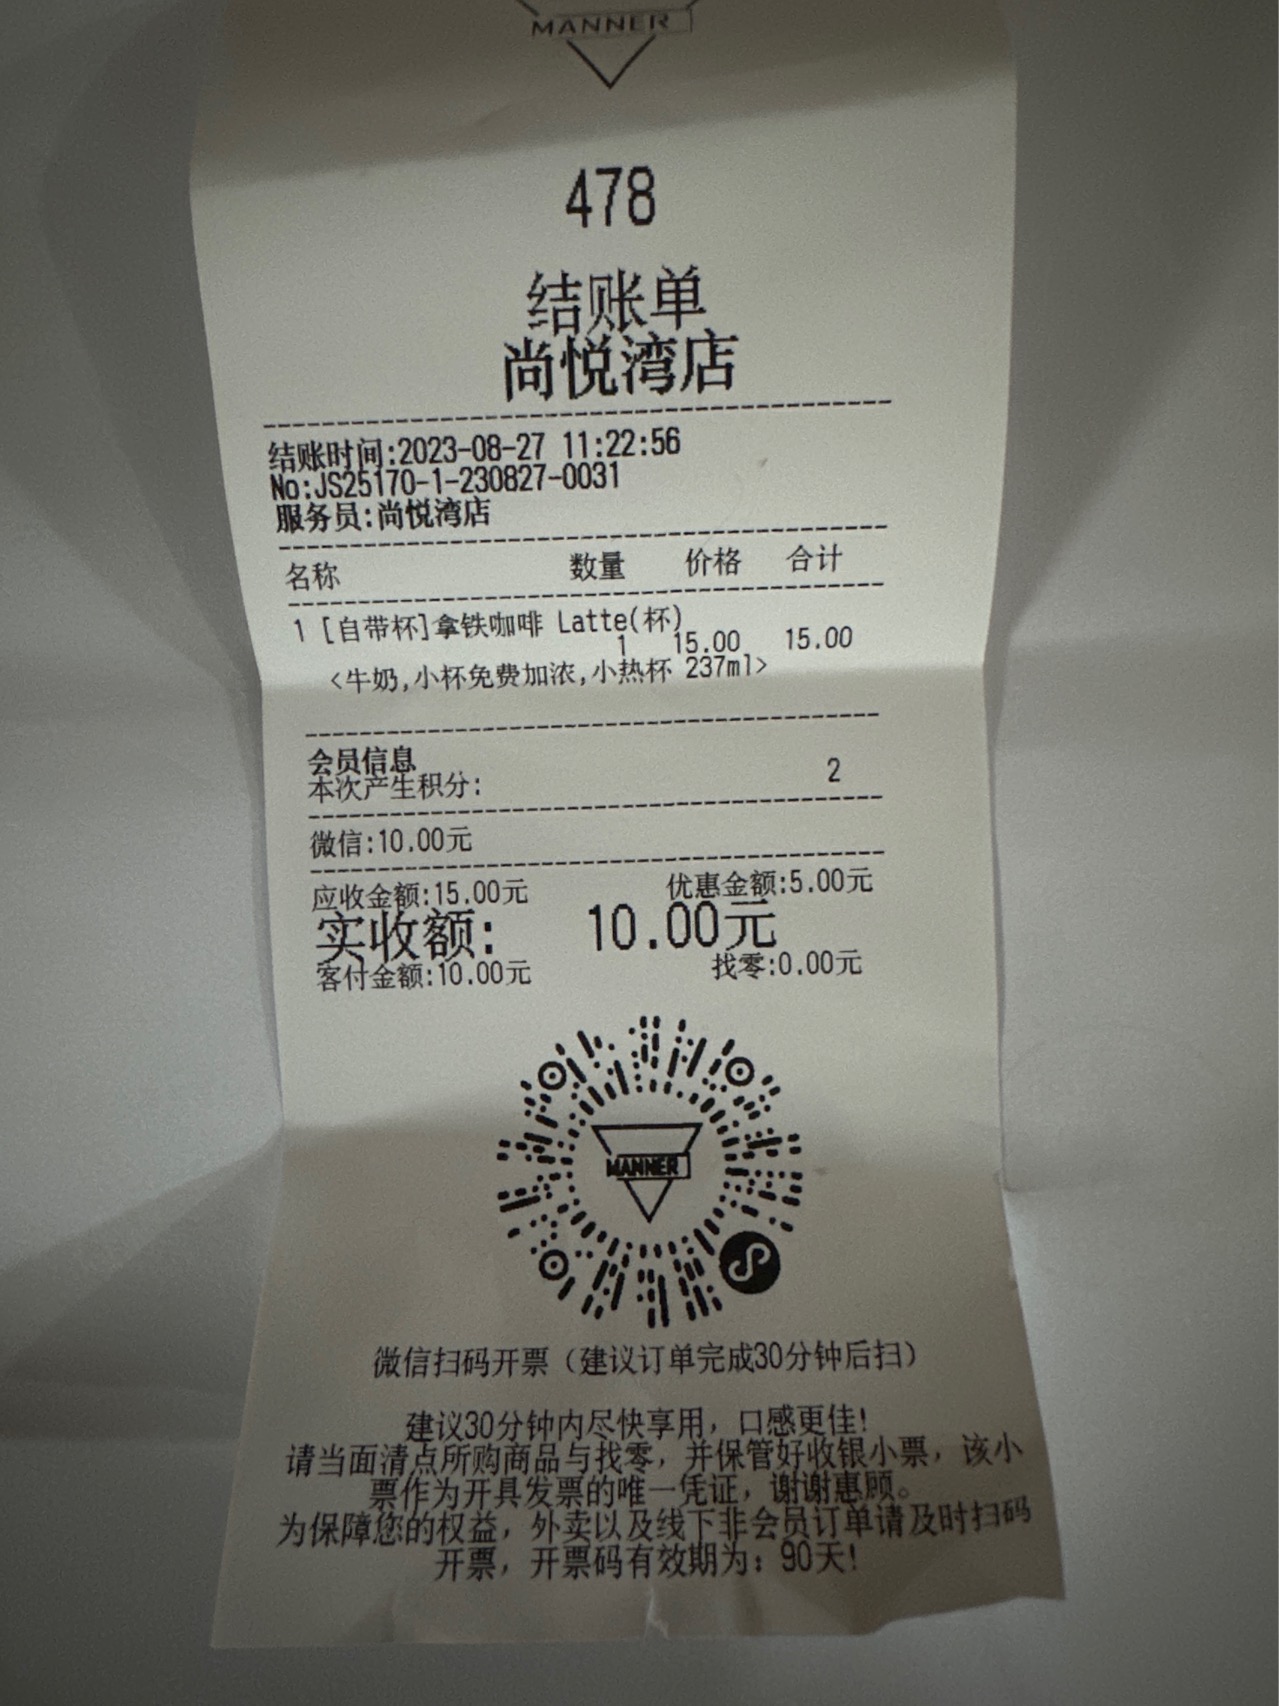 MANNER
478
结账单
尚悦湾店
结账时间:2023-08-27 11:22:56
No:JS25170-1-230827-0031
服务员:尚悦湾店
名称 数量 价格 合计
1 [自带杯]拿铁咖啡 Latte(杯)
1 15.00 15.00
<牛奶,小杯免费加浓,小热杯 237ml>
会员信息
本次产生积分: 2
微信:10.00元
应收金额:15.00元 优惠金额:5.00元
实收额: 10.00元
客付金额:10.00元 找零:0.00元
MANNER
微信扫码开票（建议订单完成30分钟后扫）
建议30分钟内尽快享用，口感更佳!
请当面清点所购商品与找零，并保管好收银小票，该小
票作为开具发票的唯一凭证，谢谢惠顾。
为保障您的权益，外卖以及线下非会员订单请及时扫码
开票，开票码有效期为：90天!